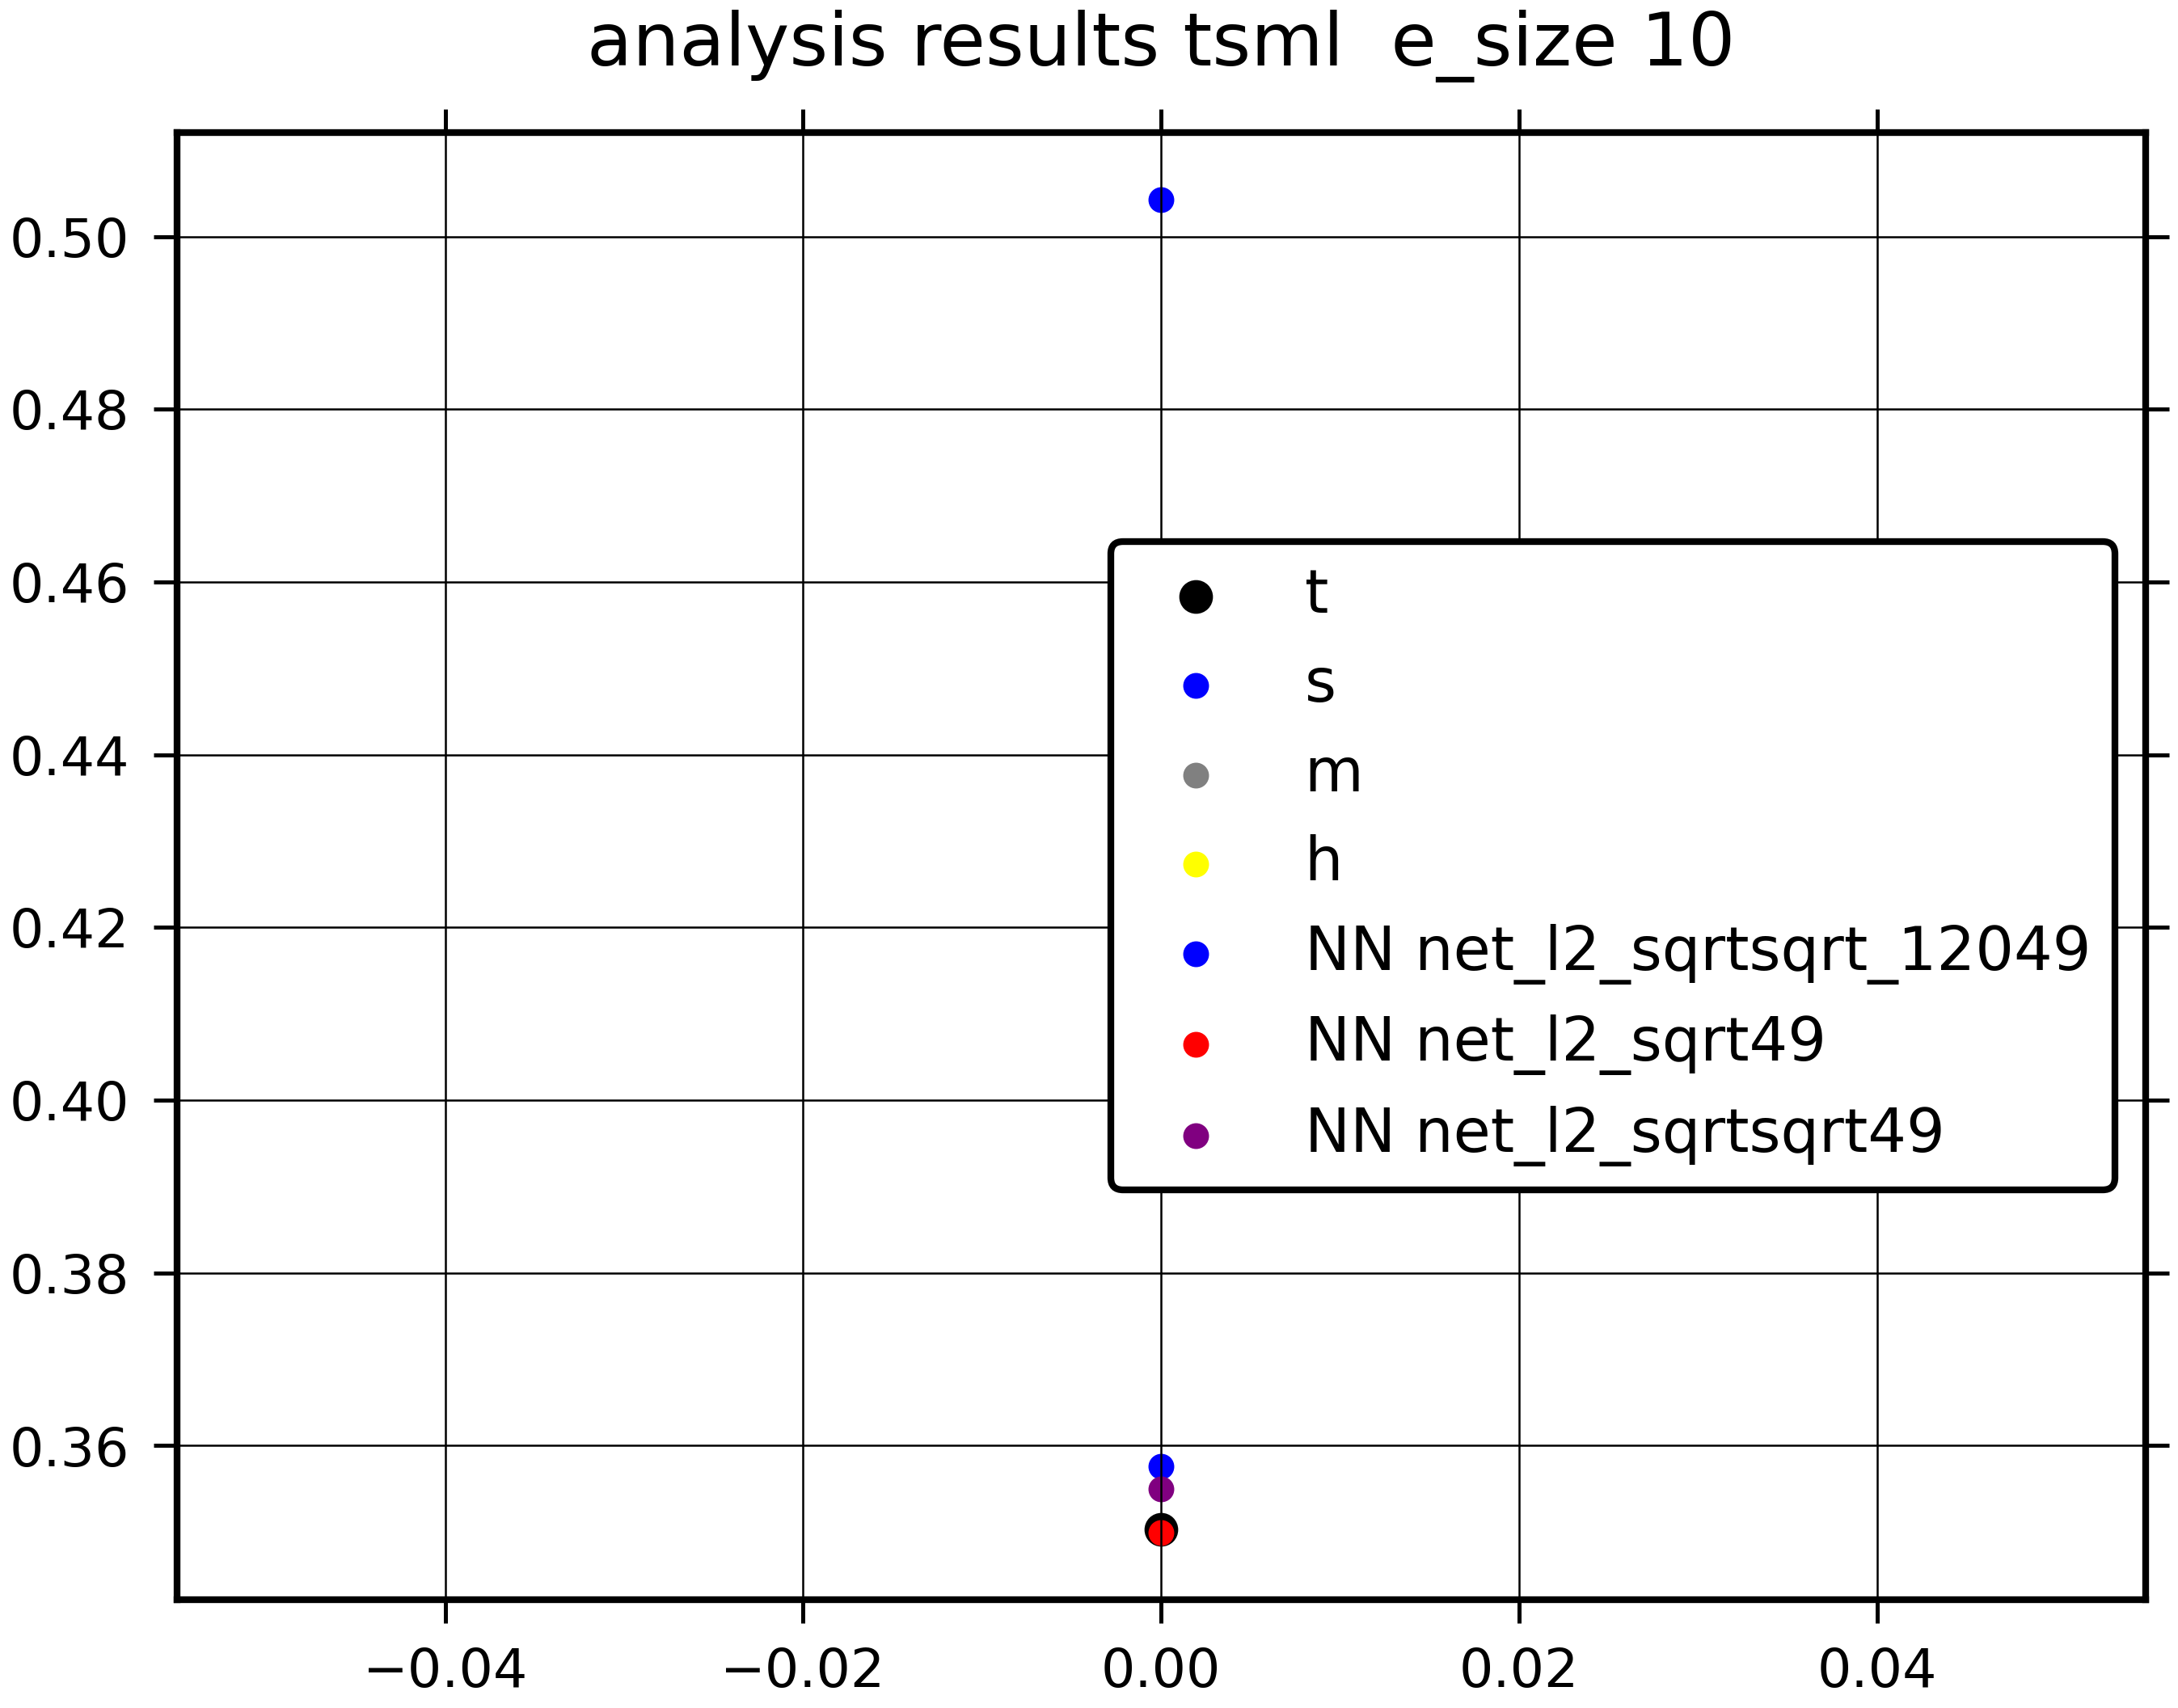 analysis results tsml  e_size 10
0.50
0.48
0.46
0.44
0.42
0.40
0.38
0.36
t
s
m
h
NN net_l2_sqrtsqrt_12049
NN net_l2_sqrt49
NN net_l2_sqrtsqrt49
−0.04 −0.02 0.00 0.02 0.04